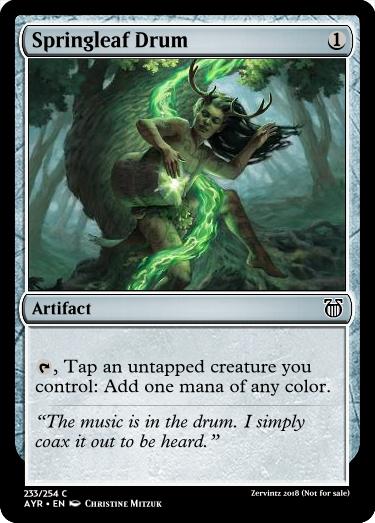 Springleaf Drum 1
Artifact
, Tap an untapped creature you
control: Add one mana of any color.
“The music is in the drum. I simply
coax it out to be heard.”
233/254 C
AYR • EN Christine Mitzuk
Zervintz 2018 (Not for sale)